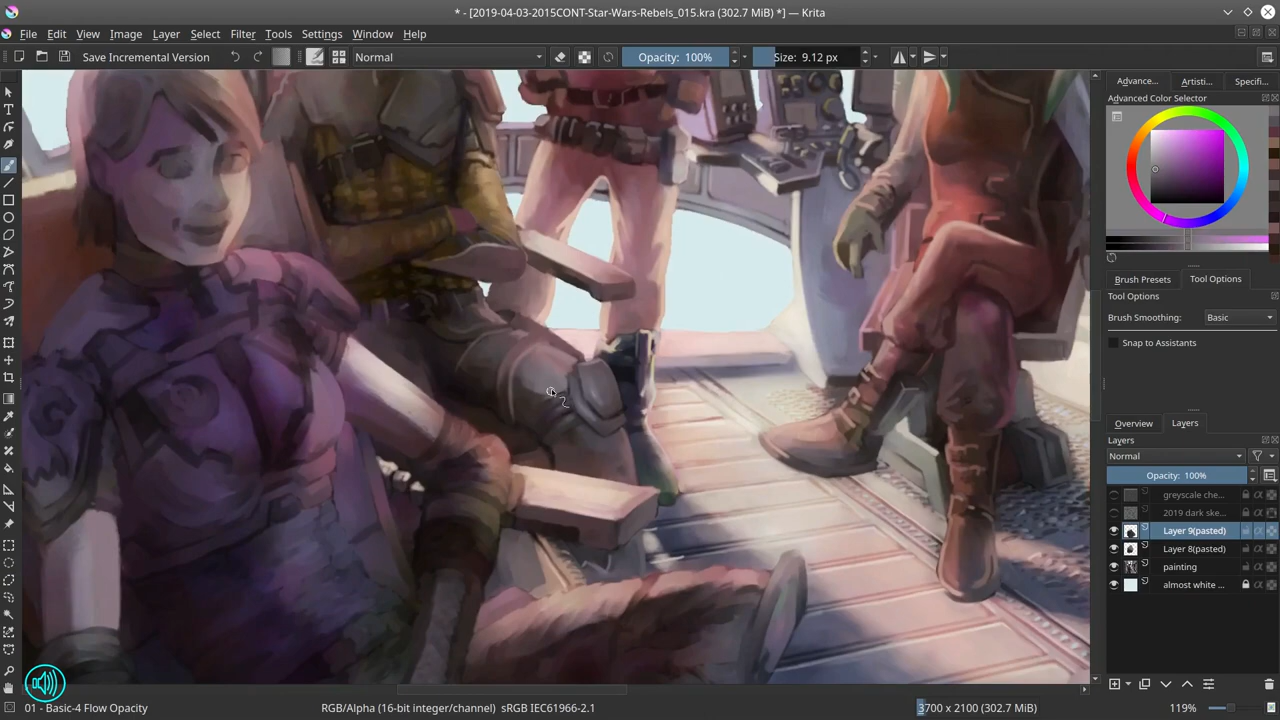 * - [2019-04-03-2015CONT-Star-Wars-Rebels_015.kra (302.7 MiB) *] — Krita
File Edit View Image Layer Select Filter Tools Settings Window Help
Save Incremental Version Normal Opacity: 100% Size: 9.12 px
Advance... Artisti... Specifi...
Advanced Color Selector
Brush Presets Tool Options
Tool Options
Brush Smoothing: Basic
Snap to Assistants
Overview Layers
Layers
Normal
Opacity: 100%
greyscale che...
2019 dark ske...
Layer 9(pasted)
Layer 8(pasted)
painting
almost white ...
01 - Basic-4 Flow Opacity RGB/Alpha (16-bit integer/channel) sRGB IEC61966-2.1 3700 x 2100 (302.7 MiB) 119%